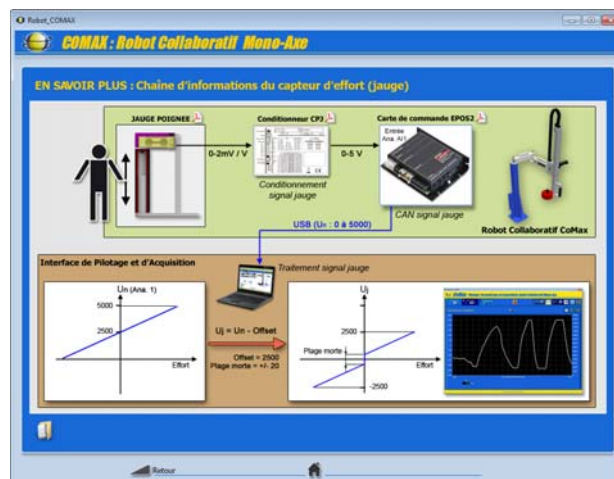 Robot_COMAX
COMAX : Robot Collaboratif Mono-Axe
EN SAVOIR PLUS : Chaîne d'informations du capteur d'effort (jauge)
JAUGE POIGNEE
Conditionneur CPJ
Carte de commande EPOS2
Entrée
Ana. AI1
0-2mV / V
0-5 V
Conditionnement
signal jauge
CAN signal jauge
Robot Collaboratif CoMax
USB (Un : 0 à 5000)
Interface de Pilotage et d'Acquisition
Traitement signal jauge
Un (Ana. 1)
5000
2500
Effort
Uj = Un - Offset
Offset = 2500
Plage morte = +/- 20
Uj
2500
Plage morte
Effort
-2500
Retour